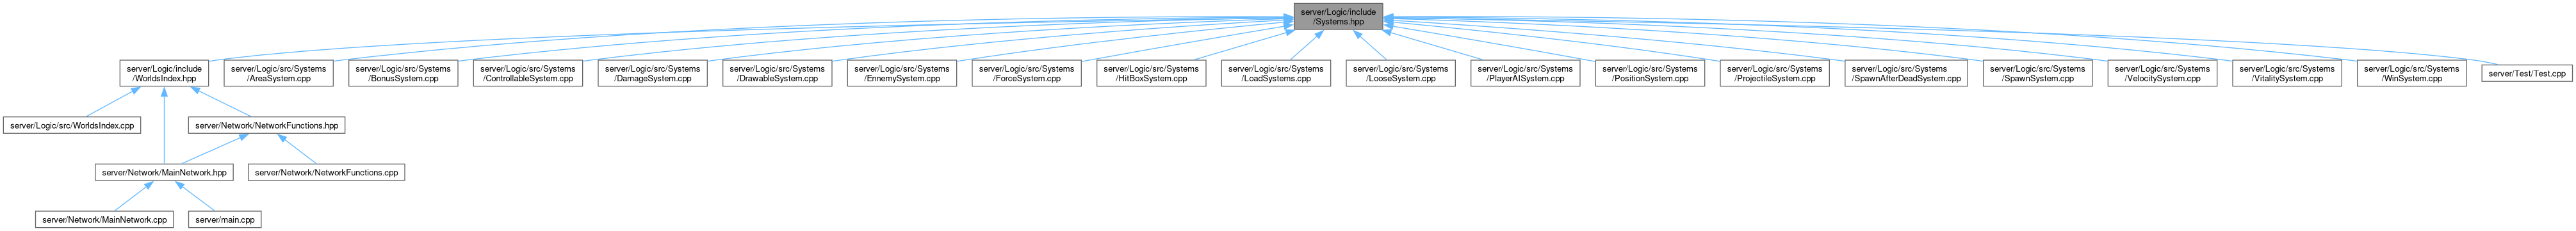 server/Logic/include
/Systems.hpp
server/Logic/include
/WorldsIndex.hpp
server/Logic/src/Systems
/AreaSystem.cpp
server/Logic/src/Systems
/BonusSystem.cpp
server/Logic/src/Systems
/ControllableSystem.cpp
server/Logic/src/Systems
/DamageSystem.cpp
server/Logic/src/Systems
/DrawableSystem.cpp
server/Logic/src/Systems
/EnnemySystem.cpp
server/Logic/src/Systems
/ForceSystem.cpp
server/Logic/src/Systems
/HitBoxSystem.cpp
server/Logic/src/Systems
/LoadSystems.cpp
server/Logic/src/Systems
/LooseSystem.cpp
server/Logic/src/Systems
/PlayerAISystem.cpp
server/Logic/src/Systems
/PositionSystem.cpp
server/Logic/src/Systems
/ProjectileSystem.cpp
server/Logic/src/Systems
/SpawnAfterDeadSystem.cpp
server/Logic/src/Systems
/SpawnSystem.cpp
server/Logic/src/Systems
/VelocitySystem.cpp
server/Logic/src/Systems
/VitalitySystem.cpp
server/Logic/src/Systems
/WinSystem.cpp
server/Test/Test.cpp
server/Logic/src/WorldsIndex.cpp
server/Network/NetworkFunctions.hpp
server/Network/MainNetwork.hpp
server/Network/NetworkFunctions.cpp
server/Network/MainNetwork.cpp
server/main.cpp